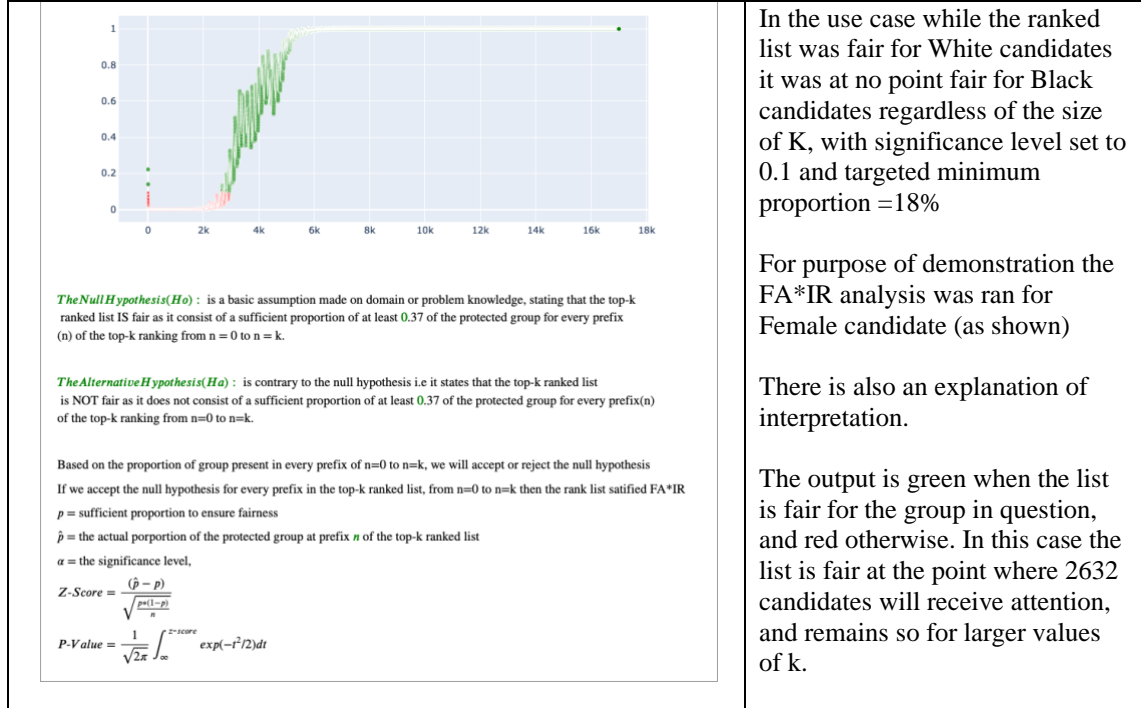 1
0.8
0.6
0.4
0.2
0
0 2k 4k 6k 8k 10k 12k 14k 16k 18k
TheNullHypothesis(Ho) : is a basic assumption made on domain or problem knowledge, stating that the top-k
ranked list IS fair as it consist of a sufficient proportion of at least 0.37 of the protected group for every prefix
(n) of the top-k ranking from n = 0 to n = k.
TheAlternativeHypothesis(Ha) : is contrary to the null hypothesis i.e it states that the top-k ranked list
is NOT fair as it does not consist of a sufficient proportion of at least 0.37 of the protected group for every prefix(n)
of the top-k ranking from n=0 to n=k.
Based on the proportion of group present in every prefix of n=0 to n=k, we will accept or reject the null hypothesis
If we accept the null hypothesis for every prefix in the top-k ranked list, from n=0 to n=k then the rank list satified FA*IR
p = sufficient proportion to ensure fairness
p̂ = the actual porportion of the protected group at prefix n of the top-k ranked list
α = the significance level,
Z-Score = (p̂ − p) / √(p*(1−p)/n)
P-Value = 1/√2π ∫_∞^z-score exp(−t²/2)dt
In the use case while the ranked
list was fair for White candidates
it was at no point fair for Black
candidates regardless of the size
of K, with significance level set to
0.1 and targeted minimum
proportion =18%
For purpose of demonstration the
FA*IR analysis was ran for
Female candidate (as shown)
There is also an explanation of
interpretation.
The output is green when the list
is fair for the group in question,
and red otherwise. In this case the
list is fair at the point where 2632
candidates will receive attention,
and remains so for larger values
of k.